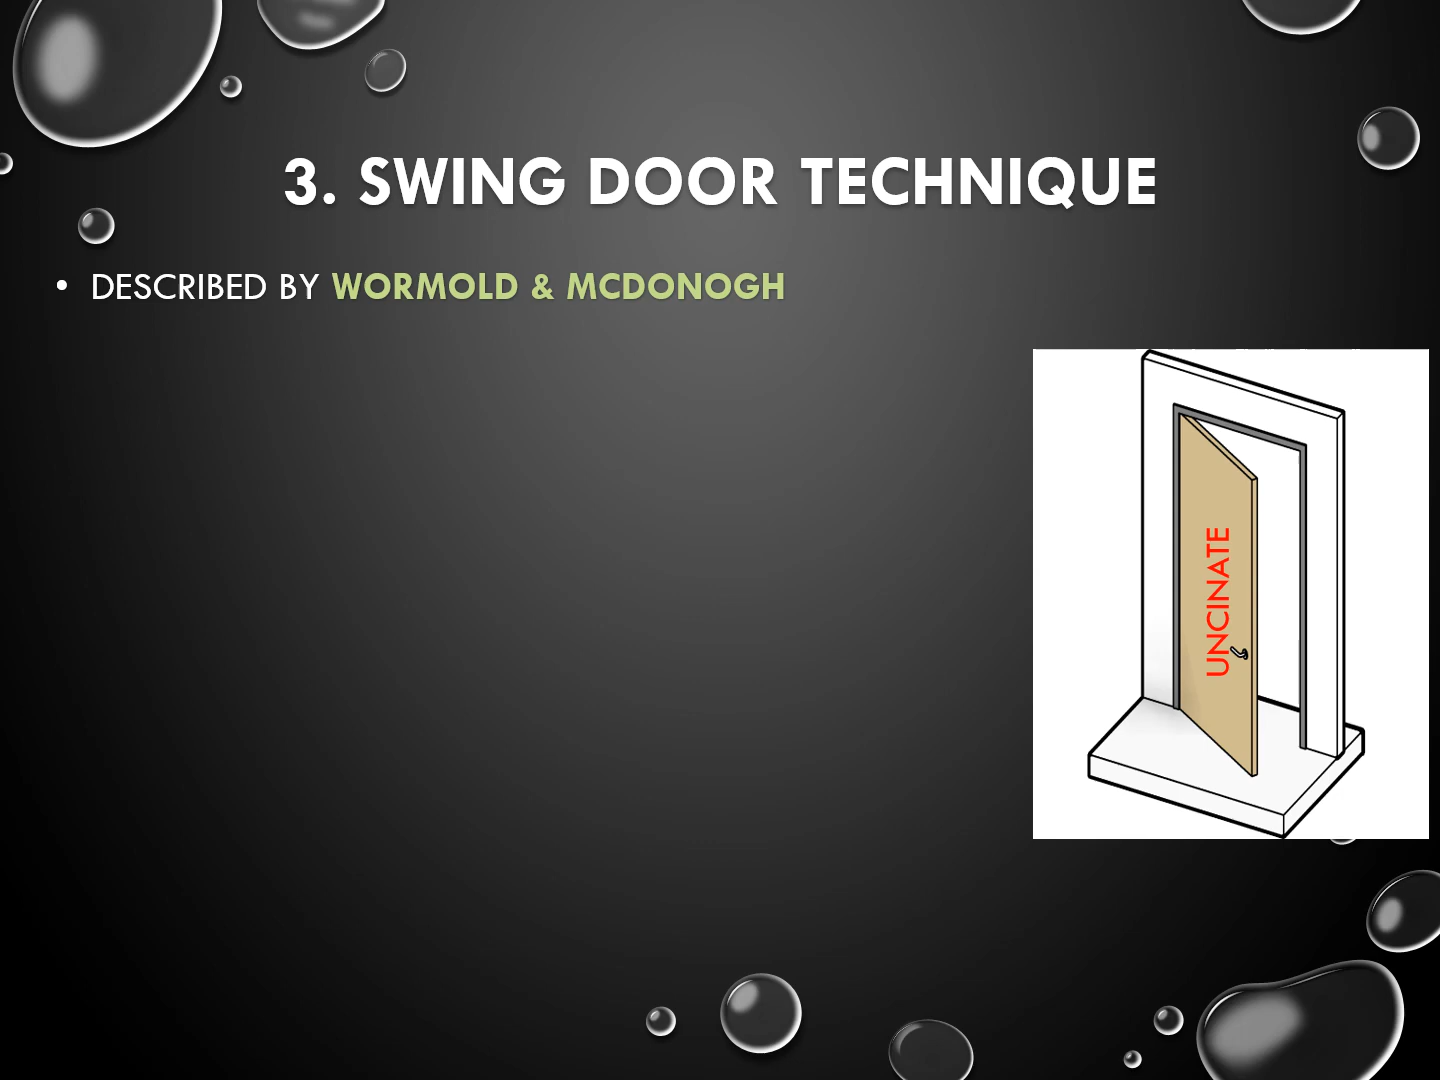 3. SWING DOOR TECHNIQUE
• DESCRIBED BY WORMOLD & MCDONOGH
UNCINATE